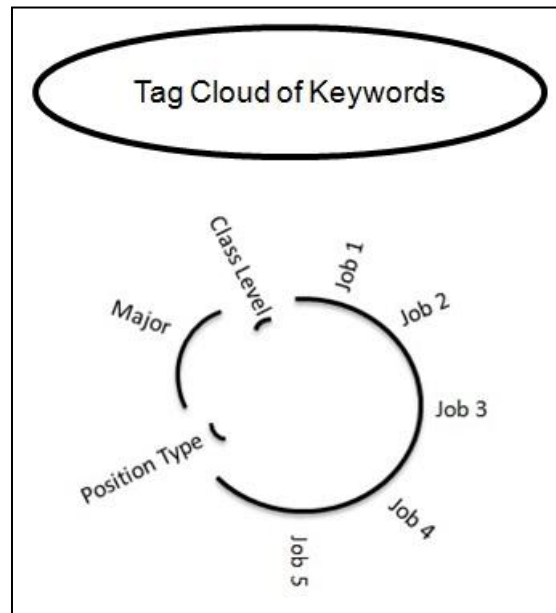 Tag Cloud of Keywords
Class Level
Job 1
Major
Job 2
Job 3
Position Type
Job 4
Job 5